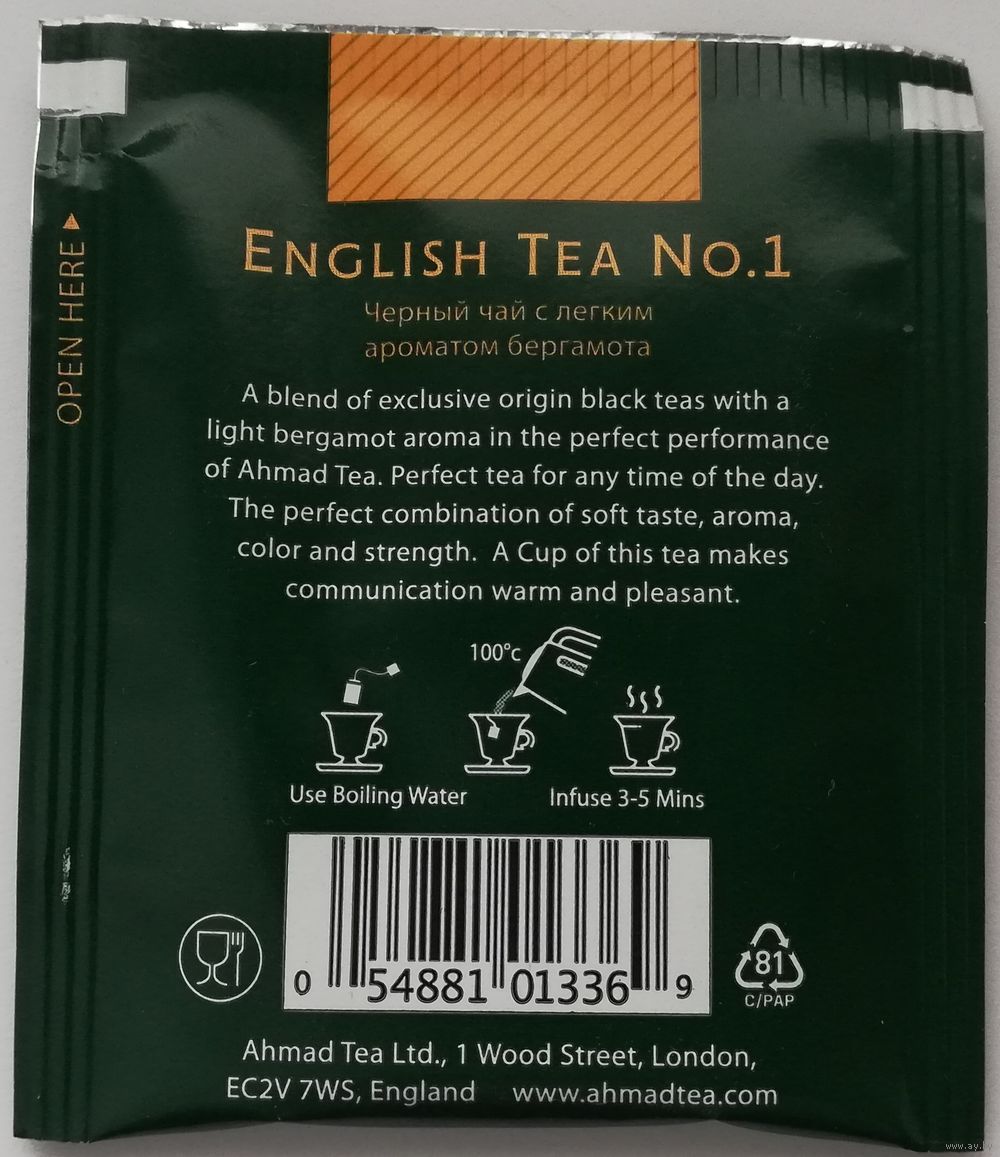 OPEN HERE
ENGLISH TEA NO.1
Черный чай с легким
ароматом бергамота
A blend of exclusive origin black teas with a
light bergamot aroma in the perfect performance
of Ahmad Tea. Perfect tea for any time of the day.
The perfect combination of soft taste, aroma,
color and strength. A Cup of this tea makes
communication warm and pleasant.
100°c
Use Boiling Water
Infuse 3-5 Mins
0 54881 01336 9
81
C/PAP
Ahmad Tea Ltd., 1 Wood Street, London,
EC2V 7WS, England www.ahmadtea.com